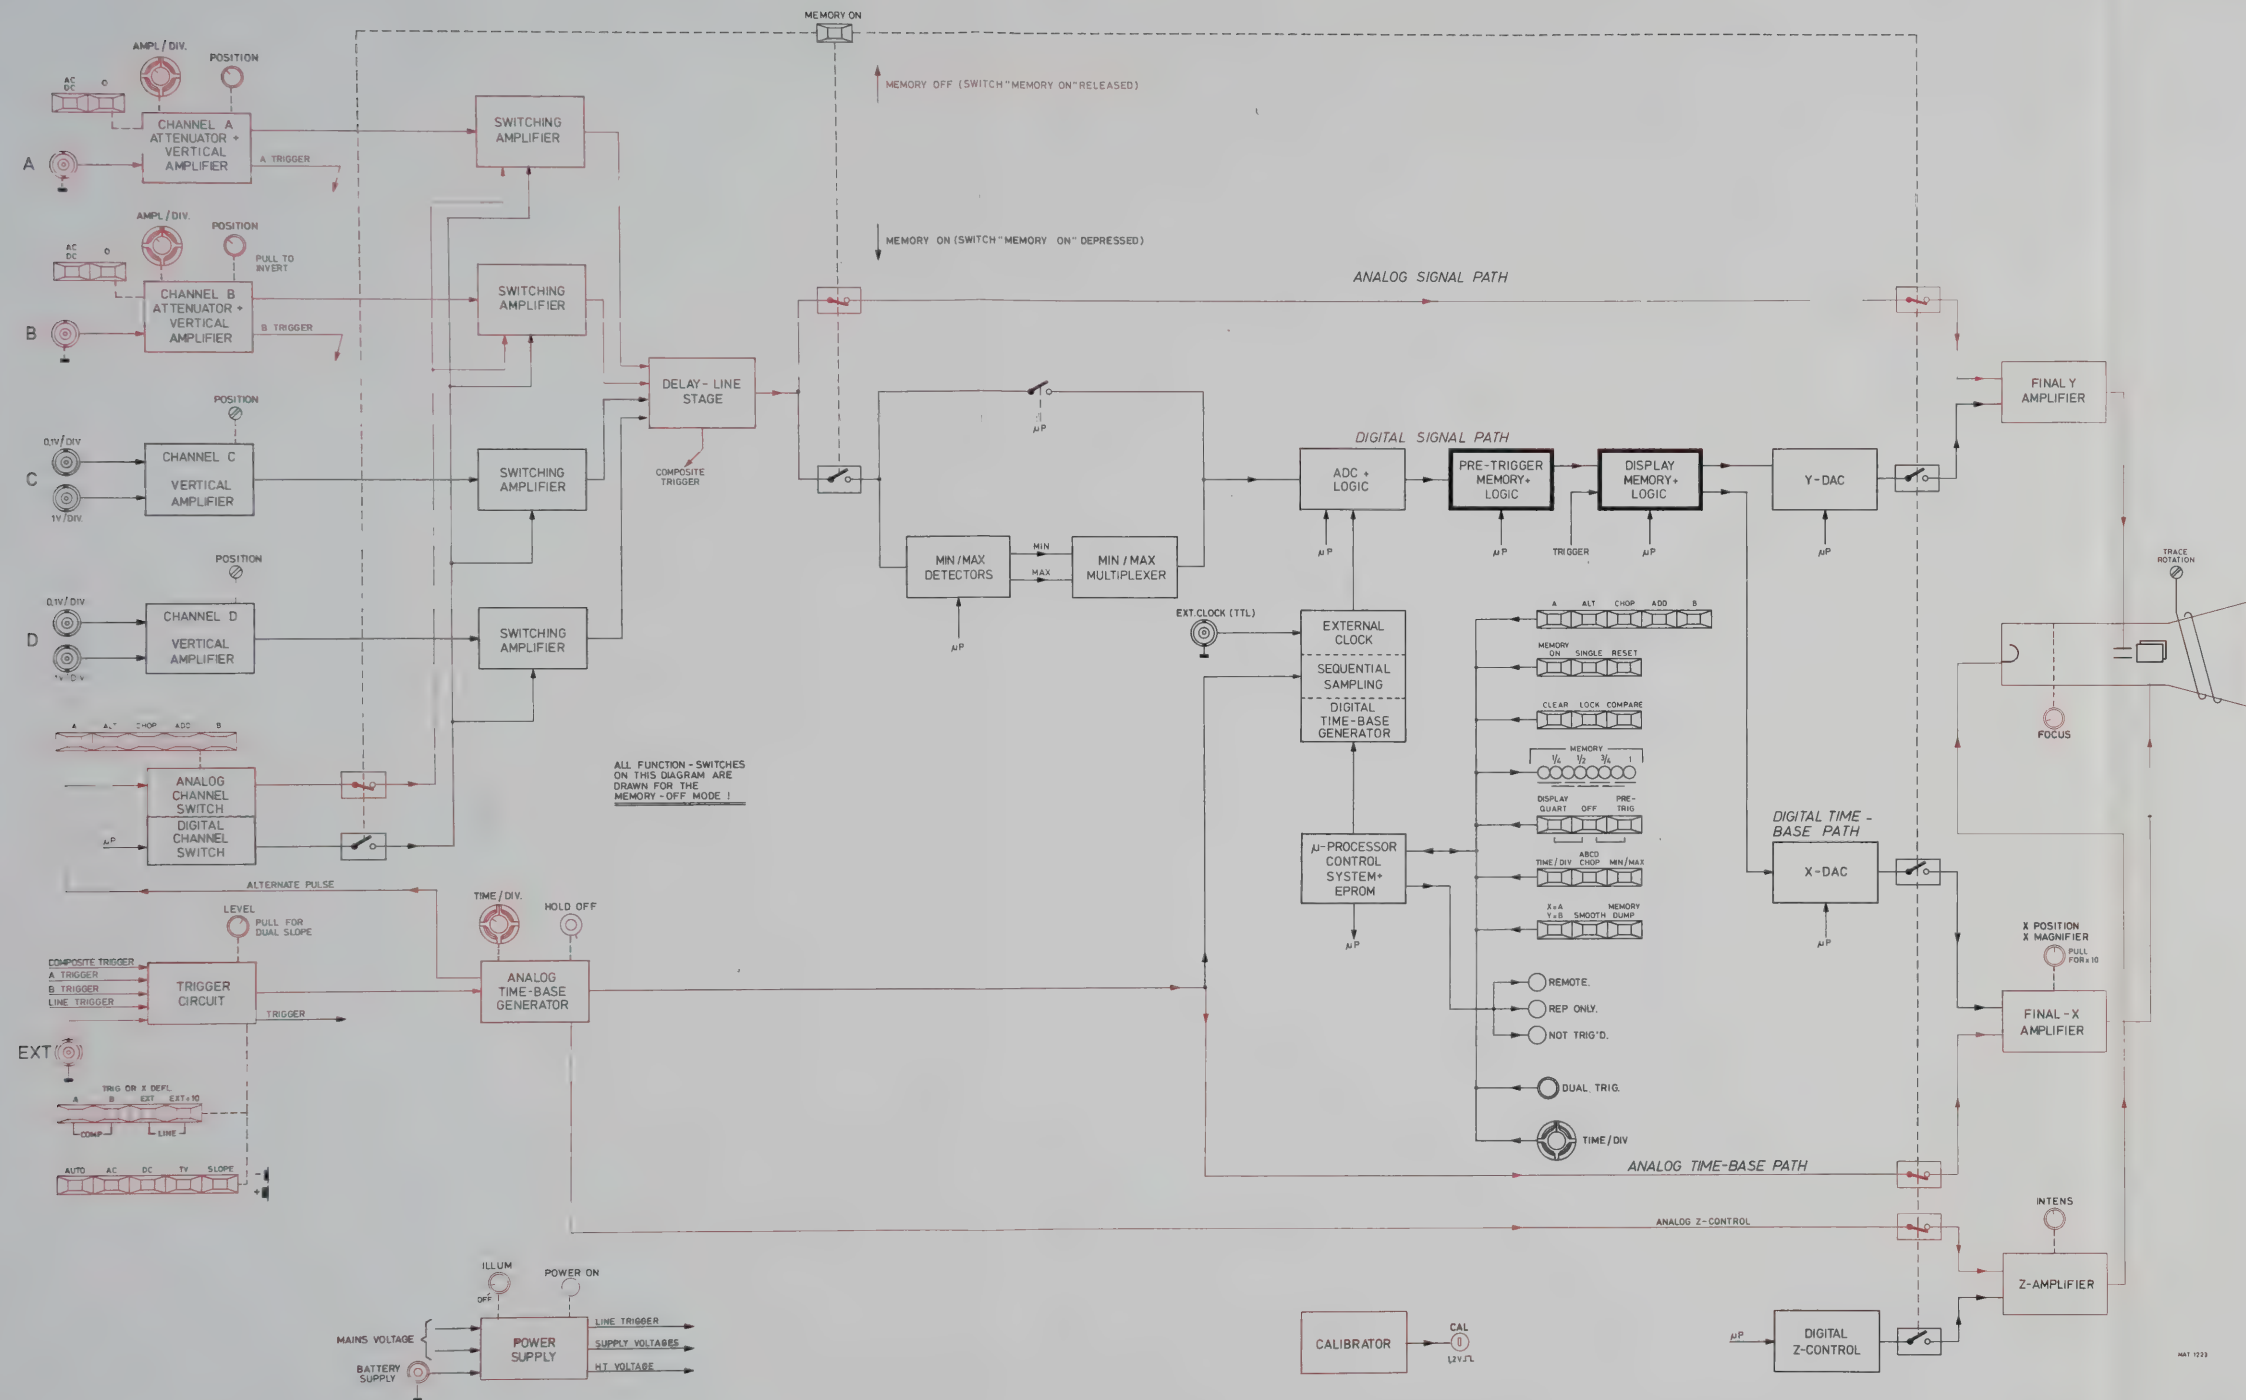 MEMORY ON
MEMORY OFF (SWITCH "MEMORY ON" RELEASED)
MEMORY ON (SWITCH "MEMORY ON" DEPRESSED)
AMPL / DIV.
POSITION
AC
DC
O
CHANNEL A
ATTENUATOR +
VERTICAL
AMPLIFIER
A
A TRIGGER
SWITCHING
AMPLIFIER
AMPL / DIV.
POSITION
PULL TO
INVERT
AC
DC
O
CHANNEL B
ATTENUATOR +
VERTICAL
AMPLIFIER
B
B TRIGGER
SWITCHING
AMPLIFIER
POSITION
0,1V/DIV
CHANNEL C
VERTICAL
AMPLIFIER
C
1V/DIV.
SWITCHING
AMPLIFIER
POSITION
0,1V/DIV
CHANNEL D
VERTICAL
AMPLIFIER
D
1V/DIV
SWITCHING
AMPLIFIER
DELAY - LINE
STAGE
COMPOSITE
TRIGGER
A ALT CHOP ADD B
ANALOG
CHANNEL
SWITCH
DIGITAL
CHANNEL
SWITCH
µP
ALL FUNCTION - SWITCHES
ON THIS DIAGRAM ARE
DRAWN FOR THE
MEMORY - OFF MODE !
ALTERNATE PULSE
LEVEL
PULL FOR
DUAL SLOPE
COMPOSITE TRIGGER
A TRIGGER
B TRIGGER
LINE TRIGGER
TRIGGER
CIRCUIT
TRIGGER
EXT
TRIG OR X DEFL
A B EXT EXT÷10
COMP LINE
AUTO AC DC TV SLOPE
-
+
TIME / DIV.
HOLD OFF
ANALOG
TIME-BASE
GENERATOR
ILLUM
OFF
POWER ON
MAINS VOLTAGE
BATTERY
SUPPLY
POWER
SUPPLY
LINE TRIGGER
SUPPLY VOLTAGES
HT VOLTAGE
ANALOG SIGNAL PATH
µP
MIN / MAX
DETECTORS
MIN
MAX
MIN / MAX
MULTIPLEXER
µP
DIGITAL SIGNAL PATH
ADC +
LOGIC
µP
PRE-TRIGGER
MEMORY+
LOGIC
µP
TRIGGER
DISPLAY
MEMORY+
LOGIC
µP
Y-DAC
µP
EXT. CLOCK (TTL)
EXTERNAL
CLOCK
SEQUENTIAL
SAMPLING
DIGITAL
TIME-BASE
GENERATOR
µ-PROCESSOR
CONTROL
SYSTEM+
EPROM
µP
A ALT CHOP ADD B
MEMORY
ON SINGLE RESET
CLEAR LOCK COMPARE
MEMORY
1/4 1/2 3/4 1
DISPLAY PRE-
QUART OFF TRIG
ABCD
TIME / DIV CHOP MIN/MAX
X=A MEMORY
Y=B SMOOTH DUMP
REMOTE.
REP ONLY.
NOT TRIG'D.
DUAL TRIG.
TIME / DIV
DIGITAL TIME -
BASE PATH
X-DAC
µP
ANALOG TIME-BASE PATH
ANALOG Z-CONTROL
CALIBRATOR
CAL
1,2V
µP
DIGITAL
Z-CONTROL
FINAL Y
AMPLIFIER
TRACE
ROTATION
FOCUS
X POSITION
X MAGNIFIER
PULL
FOR x 10
FINAL - X
AMPLIFIER
INTENS
Z-AMPLIFIER
MAT 1223